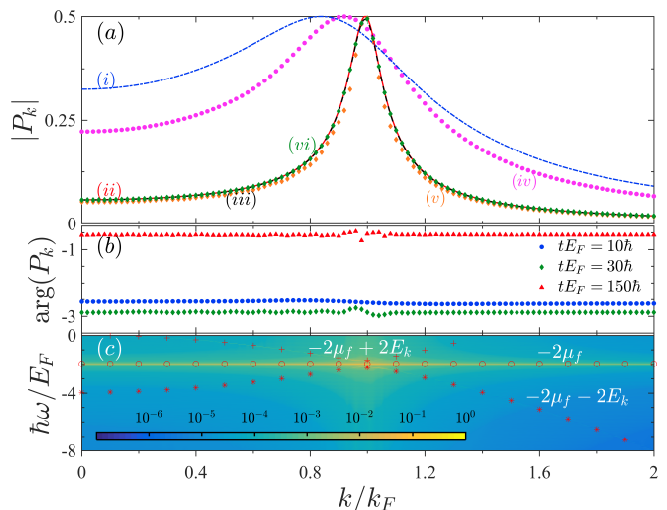 0.5
(a)
(i)
|P_k|
0.25
(vi)
(ii)
(iii)
(iv)
(v)
0
(b)
arg(P_k)
-1
-3
tE_F = 10ħ
tE_F = 30ħ
tE_F = 150ħ
(c)
ħω/E_F
0
-4
-8
-2μ_f + 2E_k
-2μ_f
-2μ_f - 2E_k
10^-6 10^-5 10^-4 10^-3 10^-2 10^-1 10^0
0 0.4 0.8 1.2 1.6 2
k/k_F